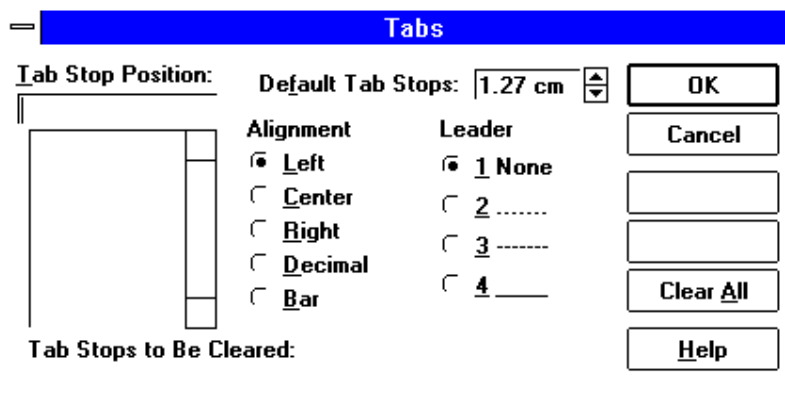 Tabs
Tab Stop Position:
Default Tab Stops: 1.27 cm
OK
Cancel
Alignment
Left
Center
Right
Decimal
Bar
Leader
1 None
2 .......
3 -------
4 ____
Clear All
Help
Tab Stops to Be Cleared: